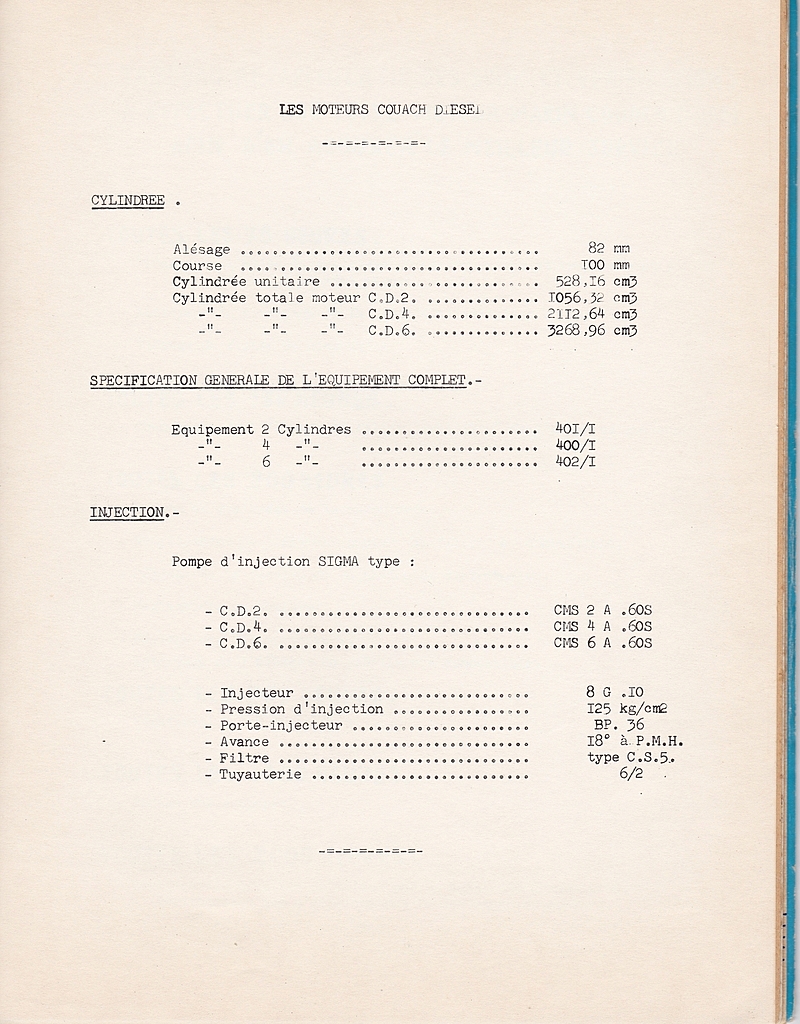 LES MOTEURS COUACH DIESEL
-=-=-=-=-=-=-
CYLINDREE .
Alésage .................................... 82 mm
Course .................................... 100 mm
Cylindrée unitaire .......................... 528,16 cm3
Cylindrée totale moteur C.D.2. .............. 1056,32 cm3
-"- -"- -"- C.D.4. .............. 2112,64 cm3
-"- -"- -"- C.D.6. .............. 3268,96 cm3
SPECIFICATION GENERALE DE L'EQUIPEMENT COMPLET.-
Equipement 2 Cylindres ...................... 401/1
-"- 4 -"- ...................... 400/1
-"- 6 -"- ...................... 402/1
INJECTION.-
Pompe d'injection SIGMA type :
- C.D.2. ............................... CMS 2 A .60S
- C.D.4. ............................... CMS 4 A .60S
- C.D.6. ............................... CMS 6 A .60S
- Injecteur ............................ 8 G .10
- Pression d'injection ................. 125 kg/cm2
- Porte-injecteur ...................... BP. 36
- Avance ............................... 18° à P.M.H.
- Filtre ............................... type C.S.5.
- Tuyauterie ........................... 6/2 .
-=-=-=-=-=-=-